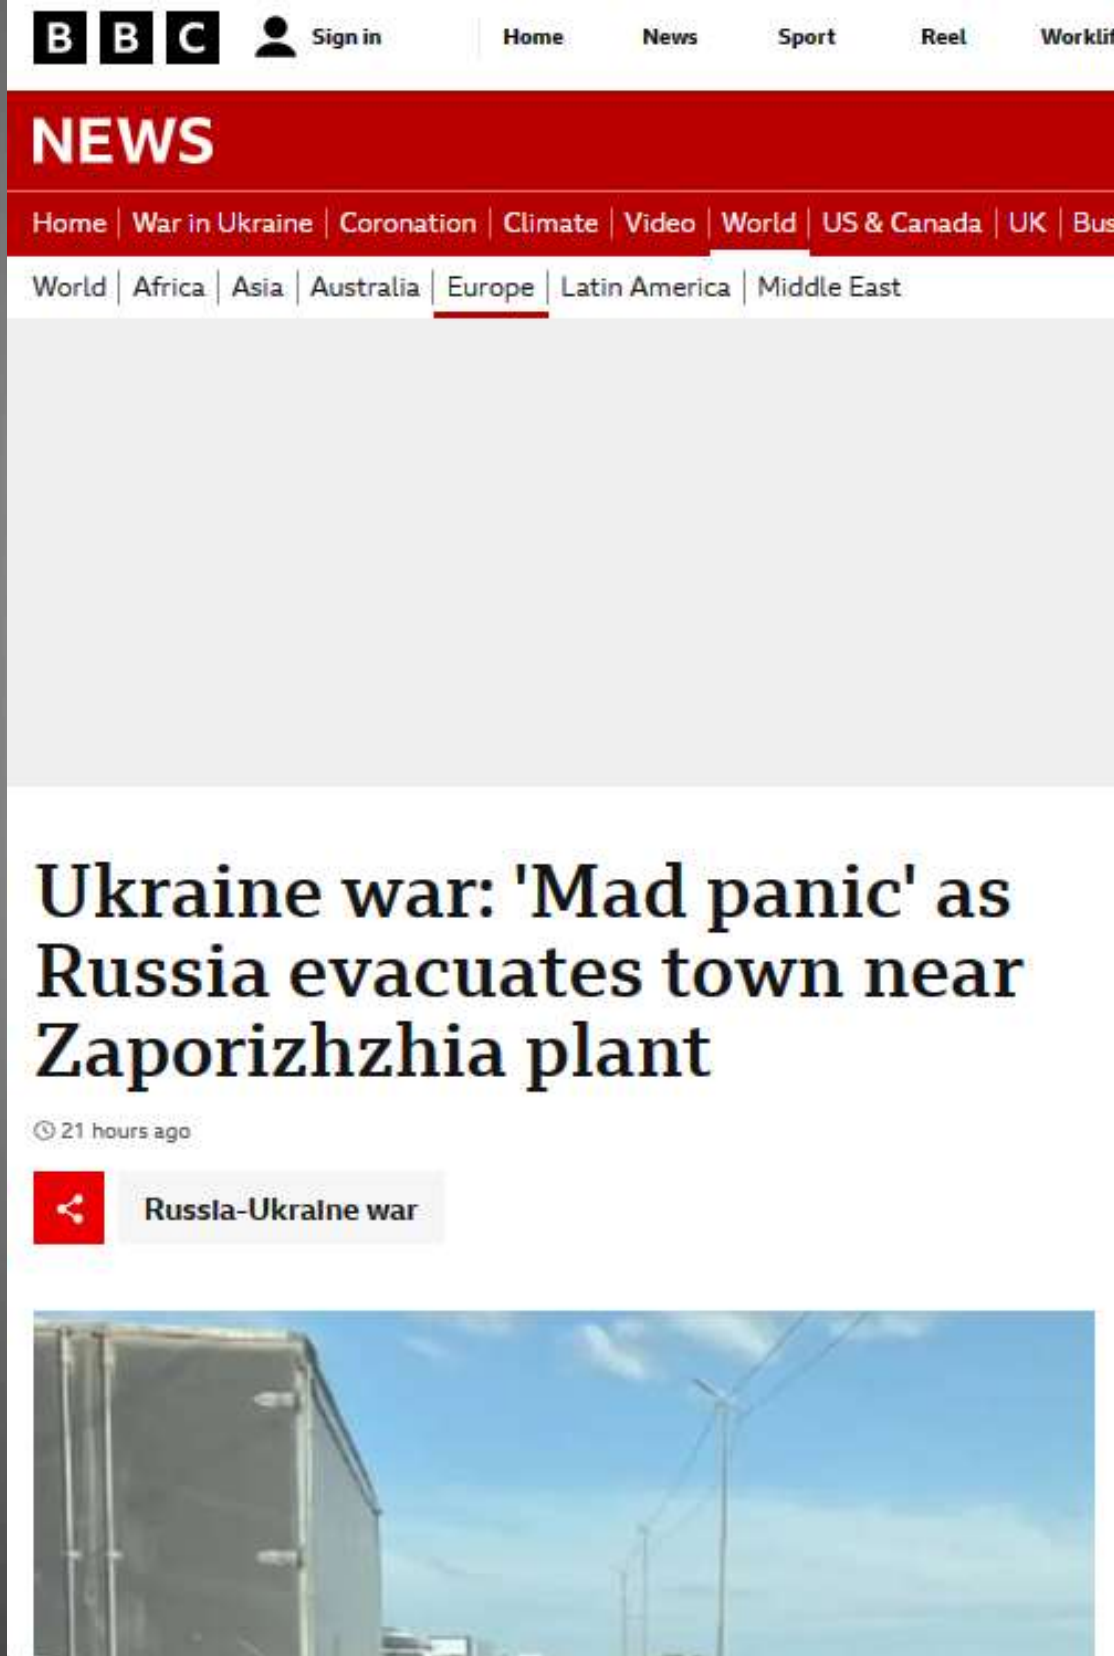 BBC Sign in Home News Sport Reel Worklif
NEWS
Home War in Ukraine Coronation Climate Video World US & Canada UK Bus
World Africa Asia Australia Europe Latin America Middle East
Ukraine war: 'Mad panic' as
Russia evacuates town near
Zaporizhzhia plant
21 hours ago
Russia-Ukraine war